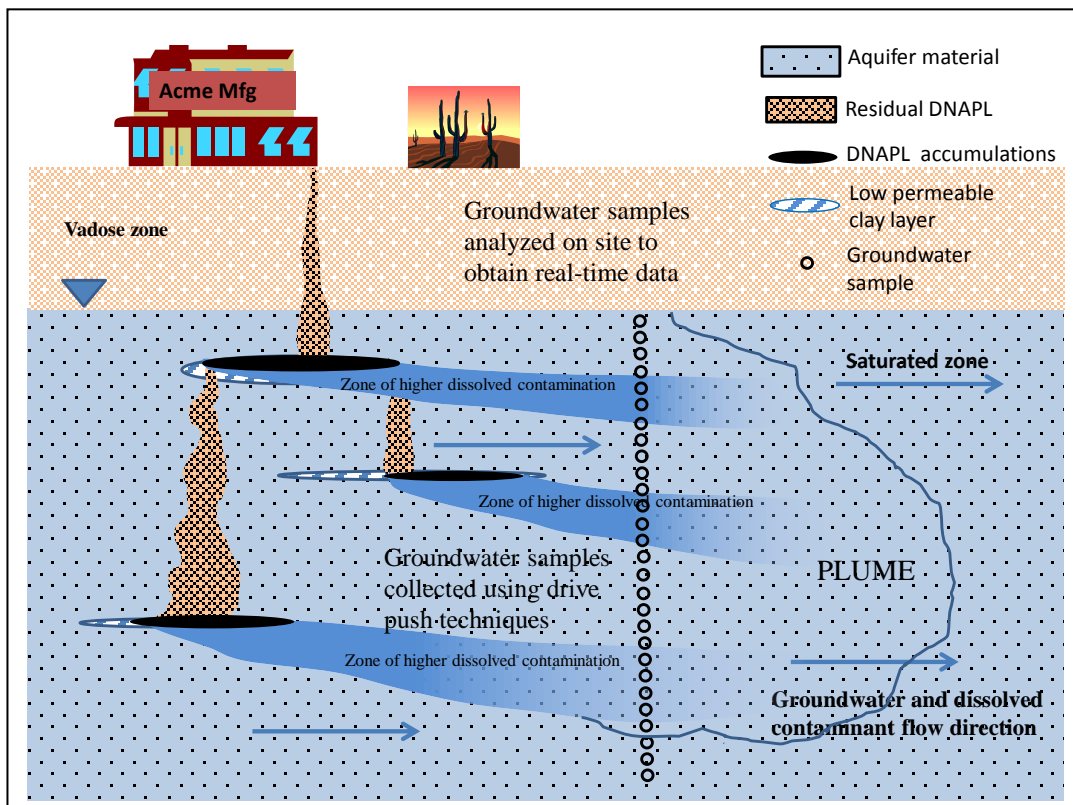 Acme Mfg
Aquifer material
Residual DNAPL
DNAPL accumulations
Low permeable
clay layer
Groundwater
sample
Vadose zone
Groundwater samples
analyzed on site to
obtain real-time data
Saturated zone
Zone of higher dissolved contamination
Zone of higher dissolved contamination
Groundwater samples
collected using drive
push techniques
PLUME
Zone of higher dissolved contamination
Groundwater and dissolved
contaminant flow direction